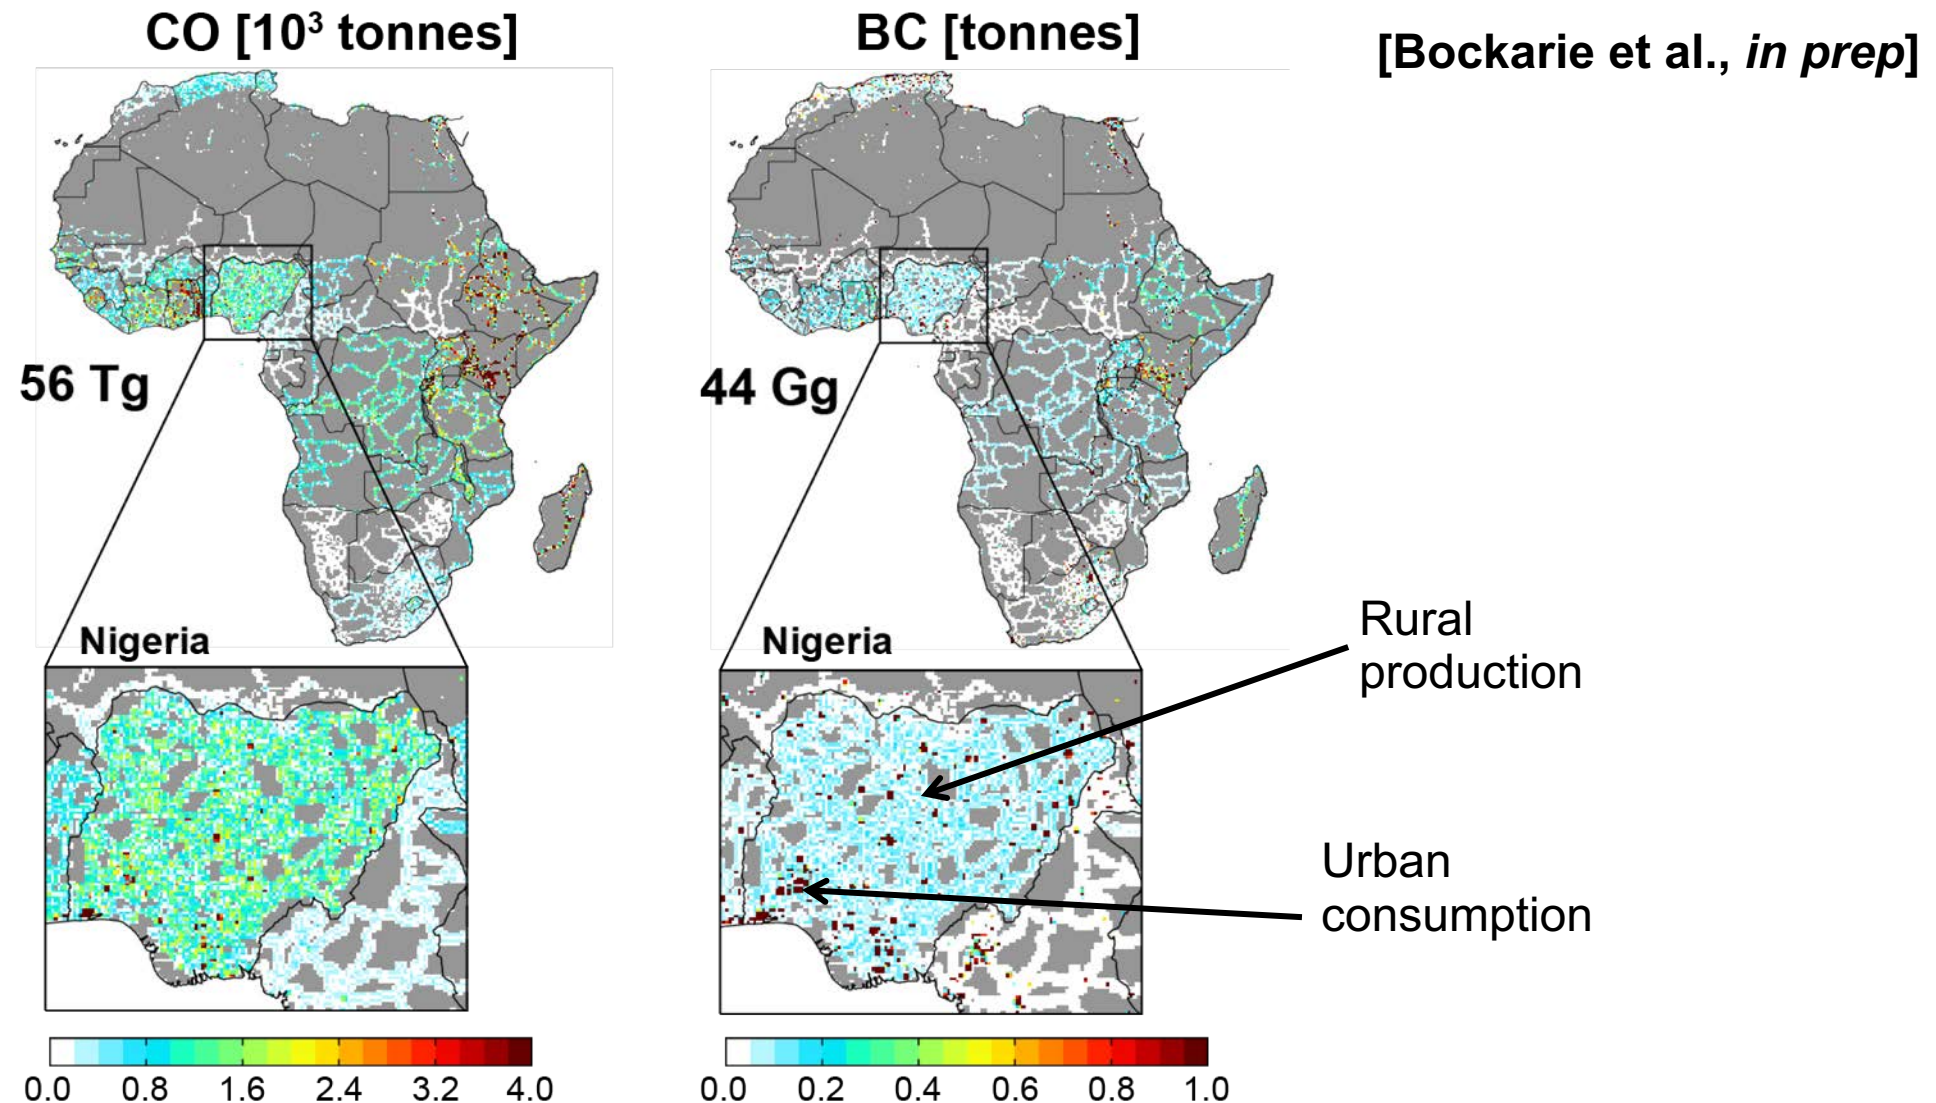 CO [10³ tonnes]
BC [tonnes]
[Bockarie et al., in prep]
56 Tg
44 Gg
Nigeria
Nigeria
Rural
production
Urban
consumption
0.0 0.8 1.6 2.4 3.2 4.0
0.0 0.2 0.4 0.6 0.8 1.0